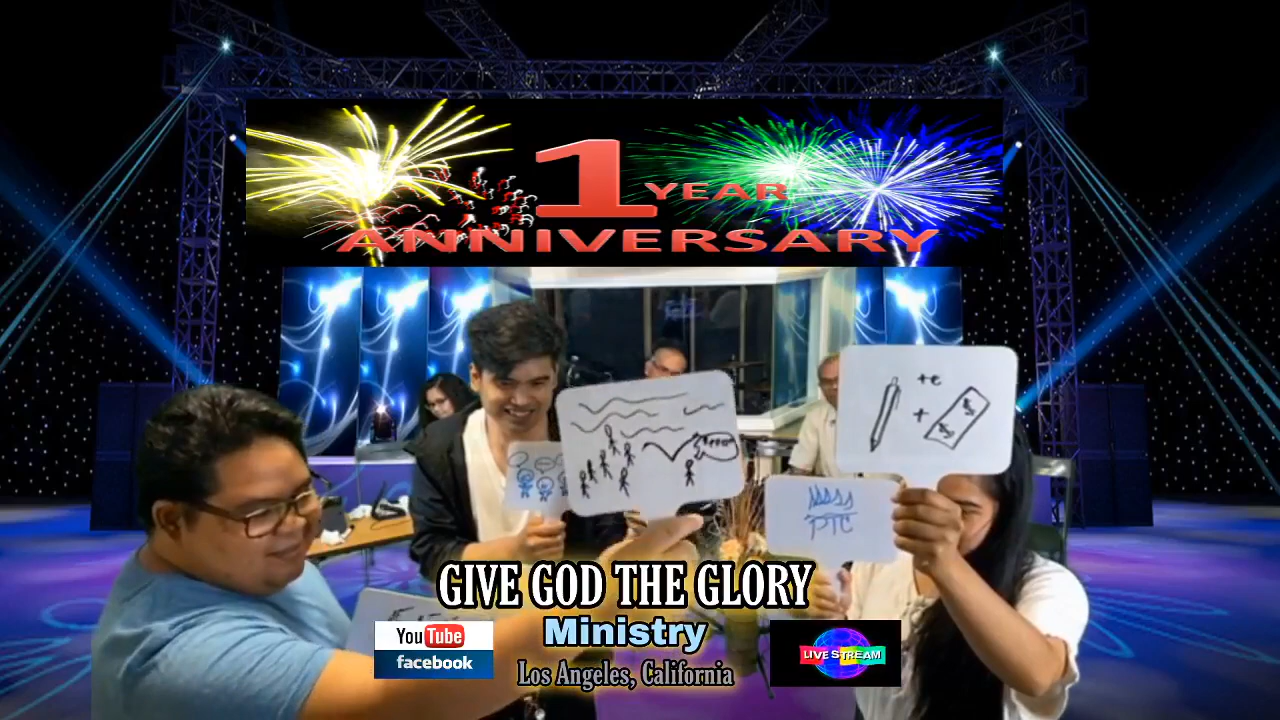 1 YEAR
ANNIVERSARY
+e
+
$ $
PTC
GIVE GOD THE GLORY
Ministry
Los Angeles, California
YouTube
facebook
LIVE STREAM